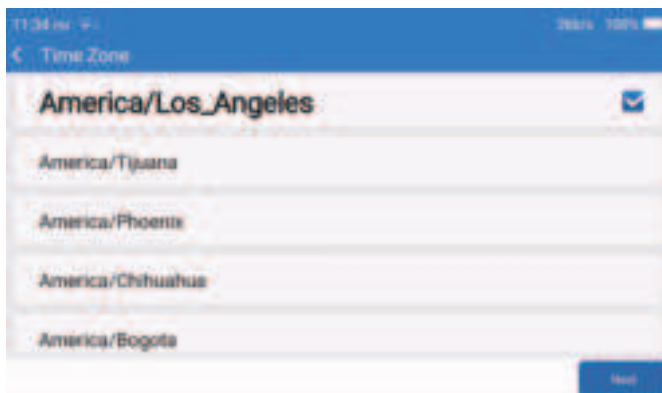 Time Zone
America/Los_Angeles
America/Tijuana
America/Phoenix
America/Chihuahua
America/Bogota
Next